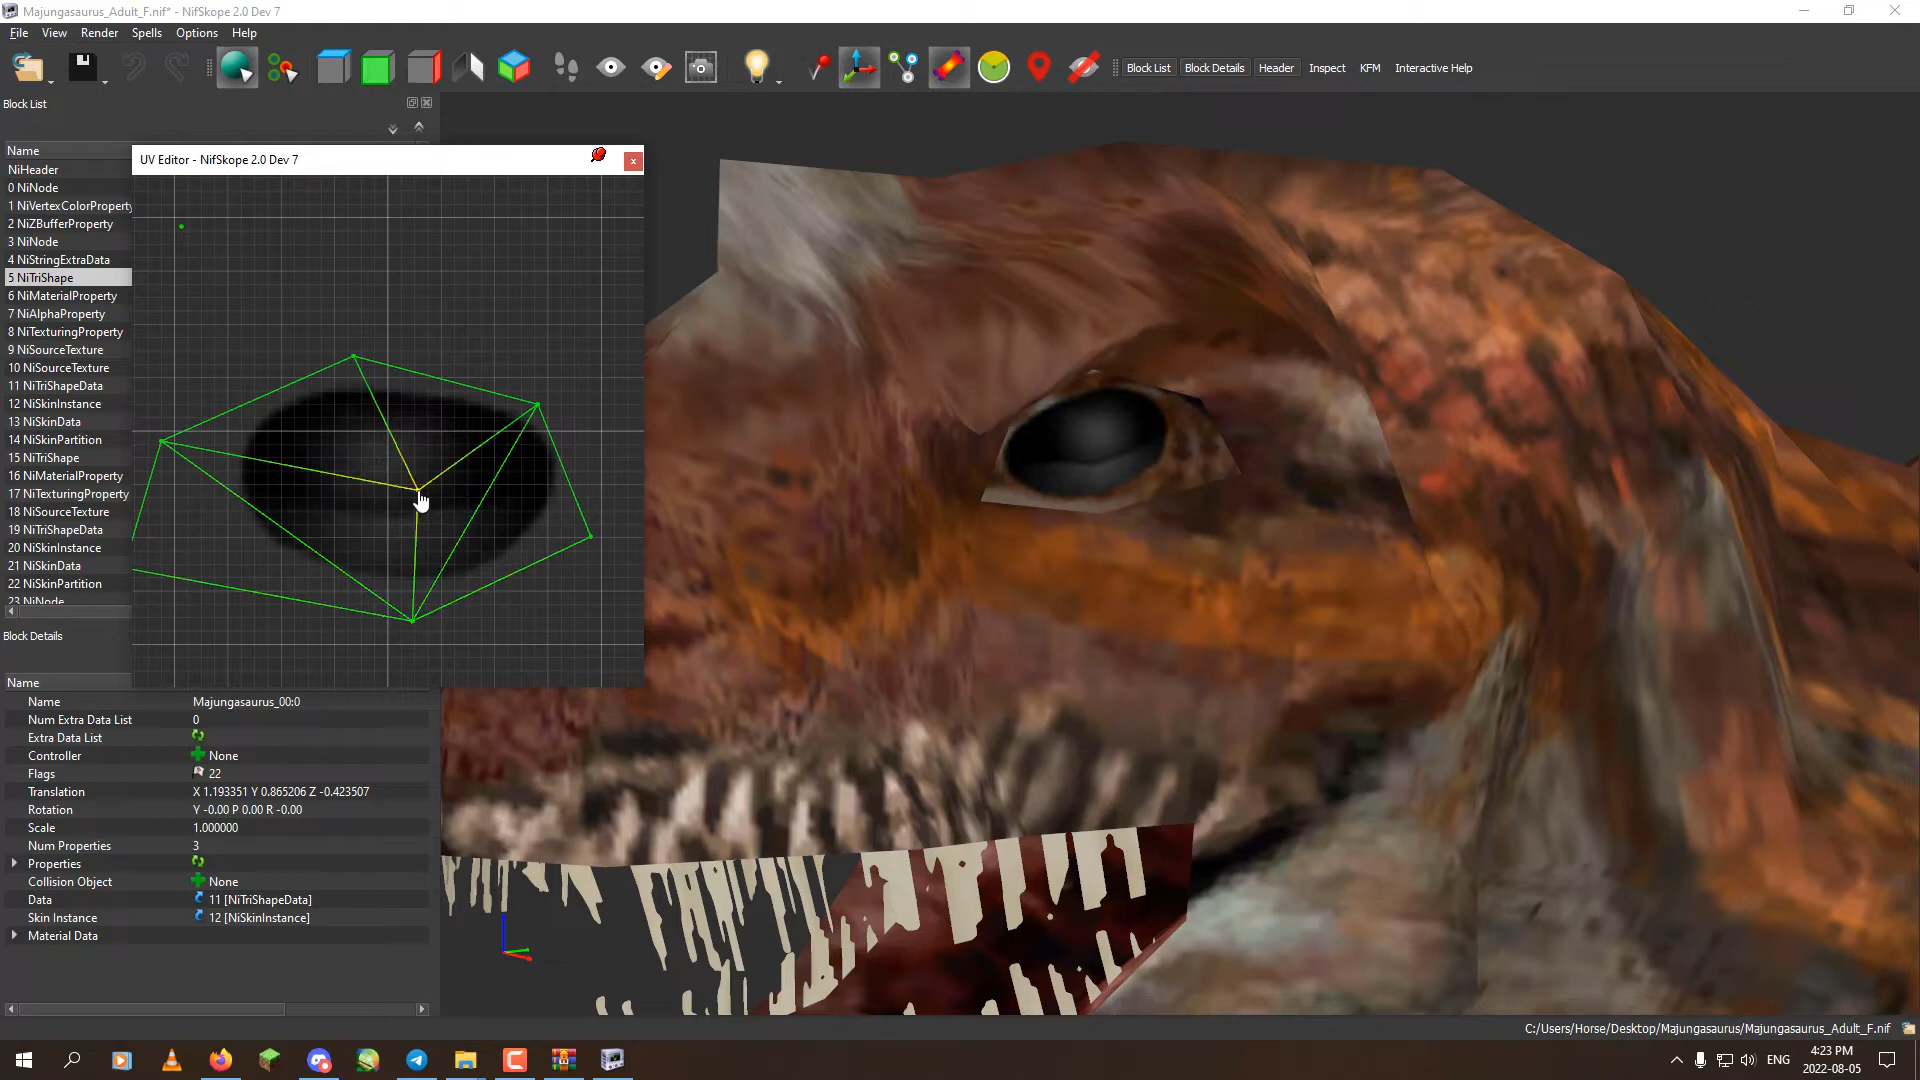 Majungasaurus_Adult_F.nif* - NifSkope 2.0 Dev 7
File View Render Spells Options Help
Block List Block Details Header Inspect KFM Interactive Help
Block List
Name
UV Editor - NifSkope 2.0 Dev 7
x
NiHeader
0 NiNode
1 NiVertexColorProperty
2 NiZBufferProperty
3 NiNode
4 NiStringExtraData
5 NiTriShape
6 NiMaterialProperty
7 NiAlphaProperty
8 NiTexturingProperty
9 NiSourceTexture
10 NiSourceTexture
11 NiTriShapeData
12 NiSkinInstance
13 NiSkinData
14 NiSkinPartition
15 NiTriShape
16 NiMaterialProperty
17 NiTexturingProperty
18 NiSourceTexture
19 NiTriShapeData
20 NiSkinInstance
21 NiSkinData
22 NiSkinPartition
23 NiNode
Block Details
Name
Name Majungasaurus_00:0
Num Extra Data List 0
Extra Data List
Controller None
Flags 22
Translation X 1.193351 Y 0.865206 Z -0.423507
Rotation Y -0.00 P 0.00 R -0.00
Scale 1.000000
Num Properties 3
Properties
Collision Object None
Data 11 [NiTriShapeData]
Skin Instance 12 [NiSkinInstance]
Material Data
C:/Users/Horse/Desktop/Majungasaurus/Majungasaurus_Adult_F.nif
ENG
4:23 PM
2022-08-05